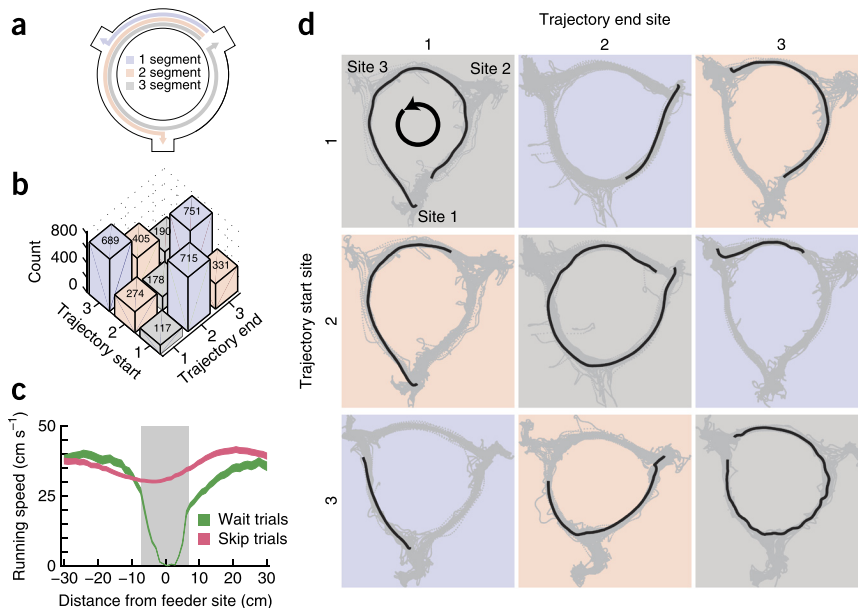 a
1 segment
2 segment
3 segment
b
Count
800
400
0
689
405
190
751
274
178
715
331
117
3
2
1
1
2
3
Trajectory start
Trajectory end
c
Running speed (cm s⁻¹)
50
25
0
Wait trials
Skip trials
−30
−20
−10
0
10
20
30
Distance from feeder site (cm)
d
Trajectory end site
1
2
3
Trajectory start site
1
2
3
Site 3
Site 2
Site 1